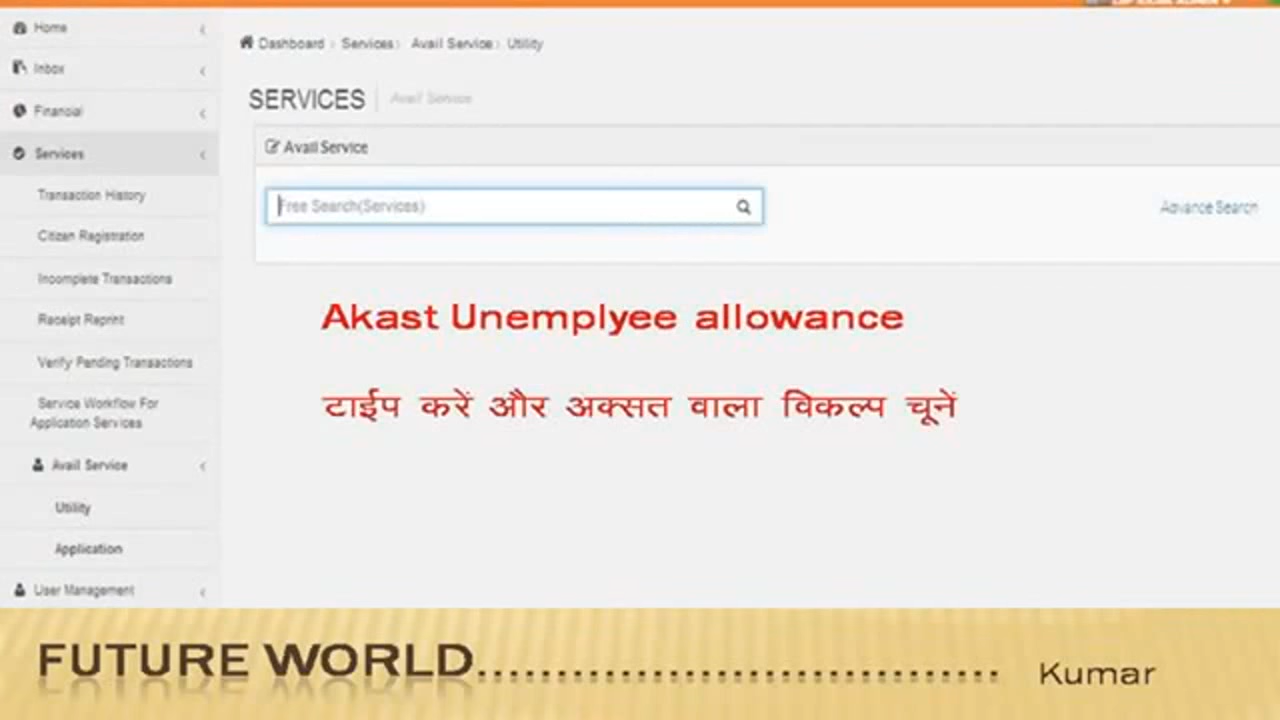 Home
Inbox
Financial
Services
Transaction History
Citizen Registration
Incomplete Transactions
Receipt Reprint
Verify Pending Transactions
Service Workflow For
Application Services
Avail Service
Utility
Application
User Management
Dashboard › Services › Avail Service › Utility
SERVICES | Avail Service
Avail Service
Free Search(Services)
Advance Search
Akast Unemplyee allowance
टाईप करें और अक्सत वाला विकल्प चूनें
FUTURE WORLD.................................. Kumar